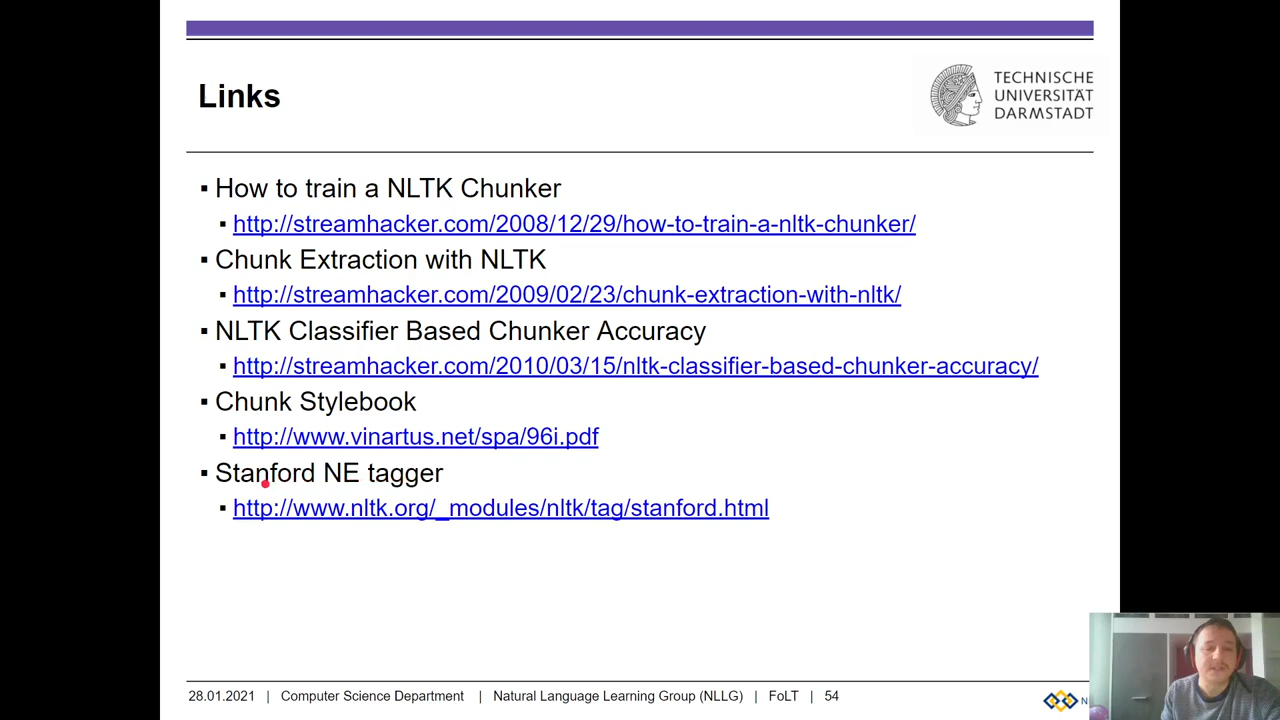 Links
TECHNISCHE
UNIVERSITÄT
DARMSTADT
▪ How to train a NLTK Chunker
▪ http://streamhacker.com/2008/12/29/how-to-train-a-nltk-chunker/
▪ Chunk Extraction with NLTK
▪ http://streamhacker.com/2009/02/23/chunk-extraction-with-nltk/
▪ NLTK Classifier Based Chunker Accuracy
▪ http://streamhacker.com/2010/03/15/nltk-classifier-based-chunker-accuracy/
▪ Chunk Stylebook
▪ http://www.vinartus.net/spa/96i.pdf
▪ Stanford NE tagger
▪ http://www.nltk.org/_modules/nltk/tag/stanford.html
28.01.2021 | Computer Science Department | Natural Language Learning Group (NLLG) | FoLT | 54